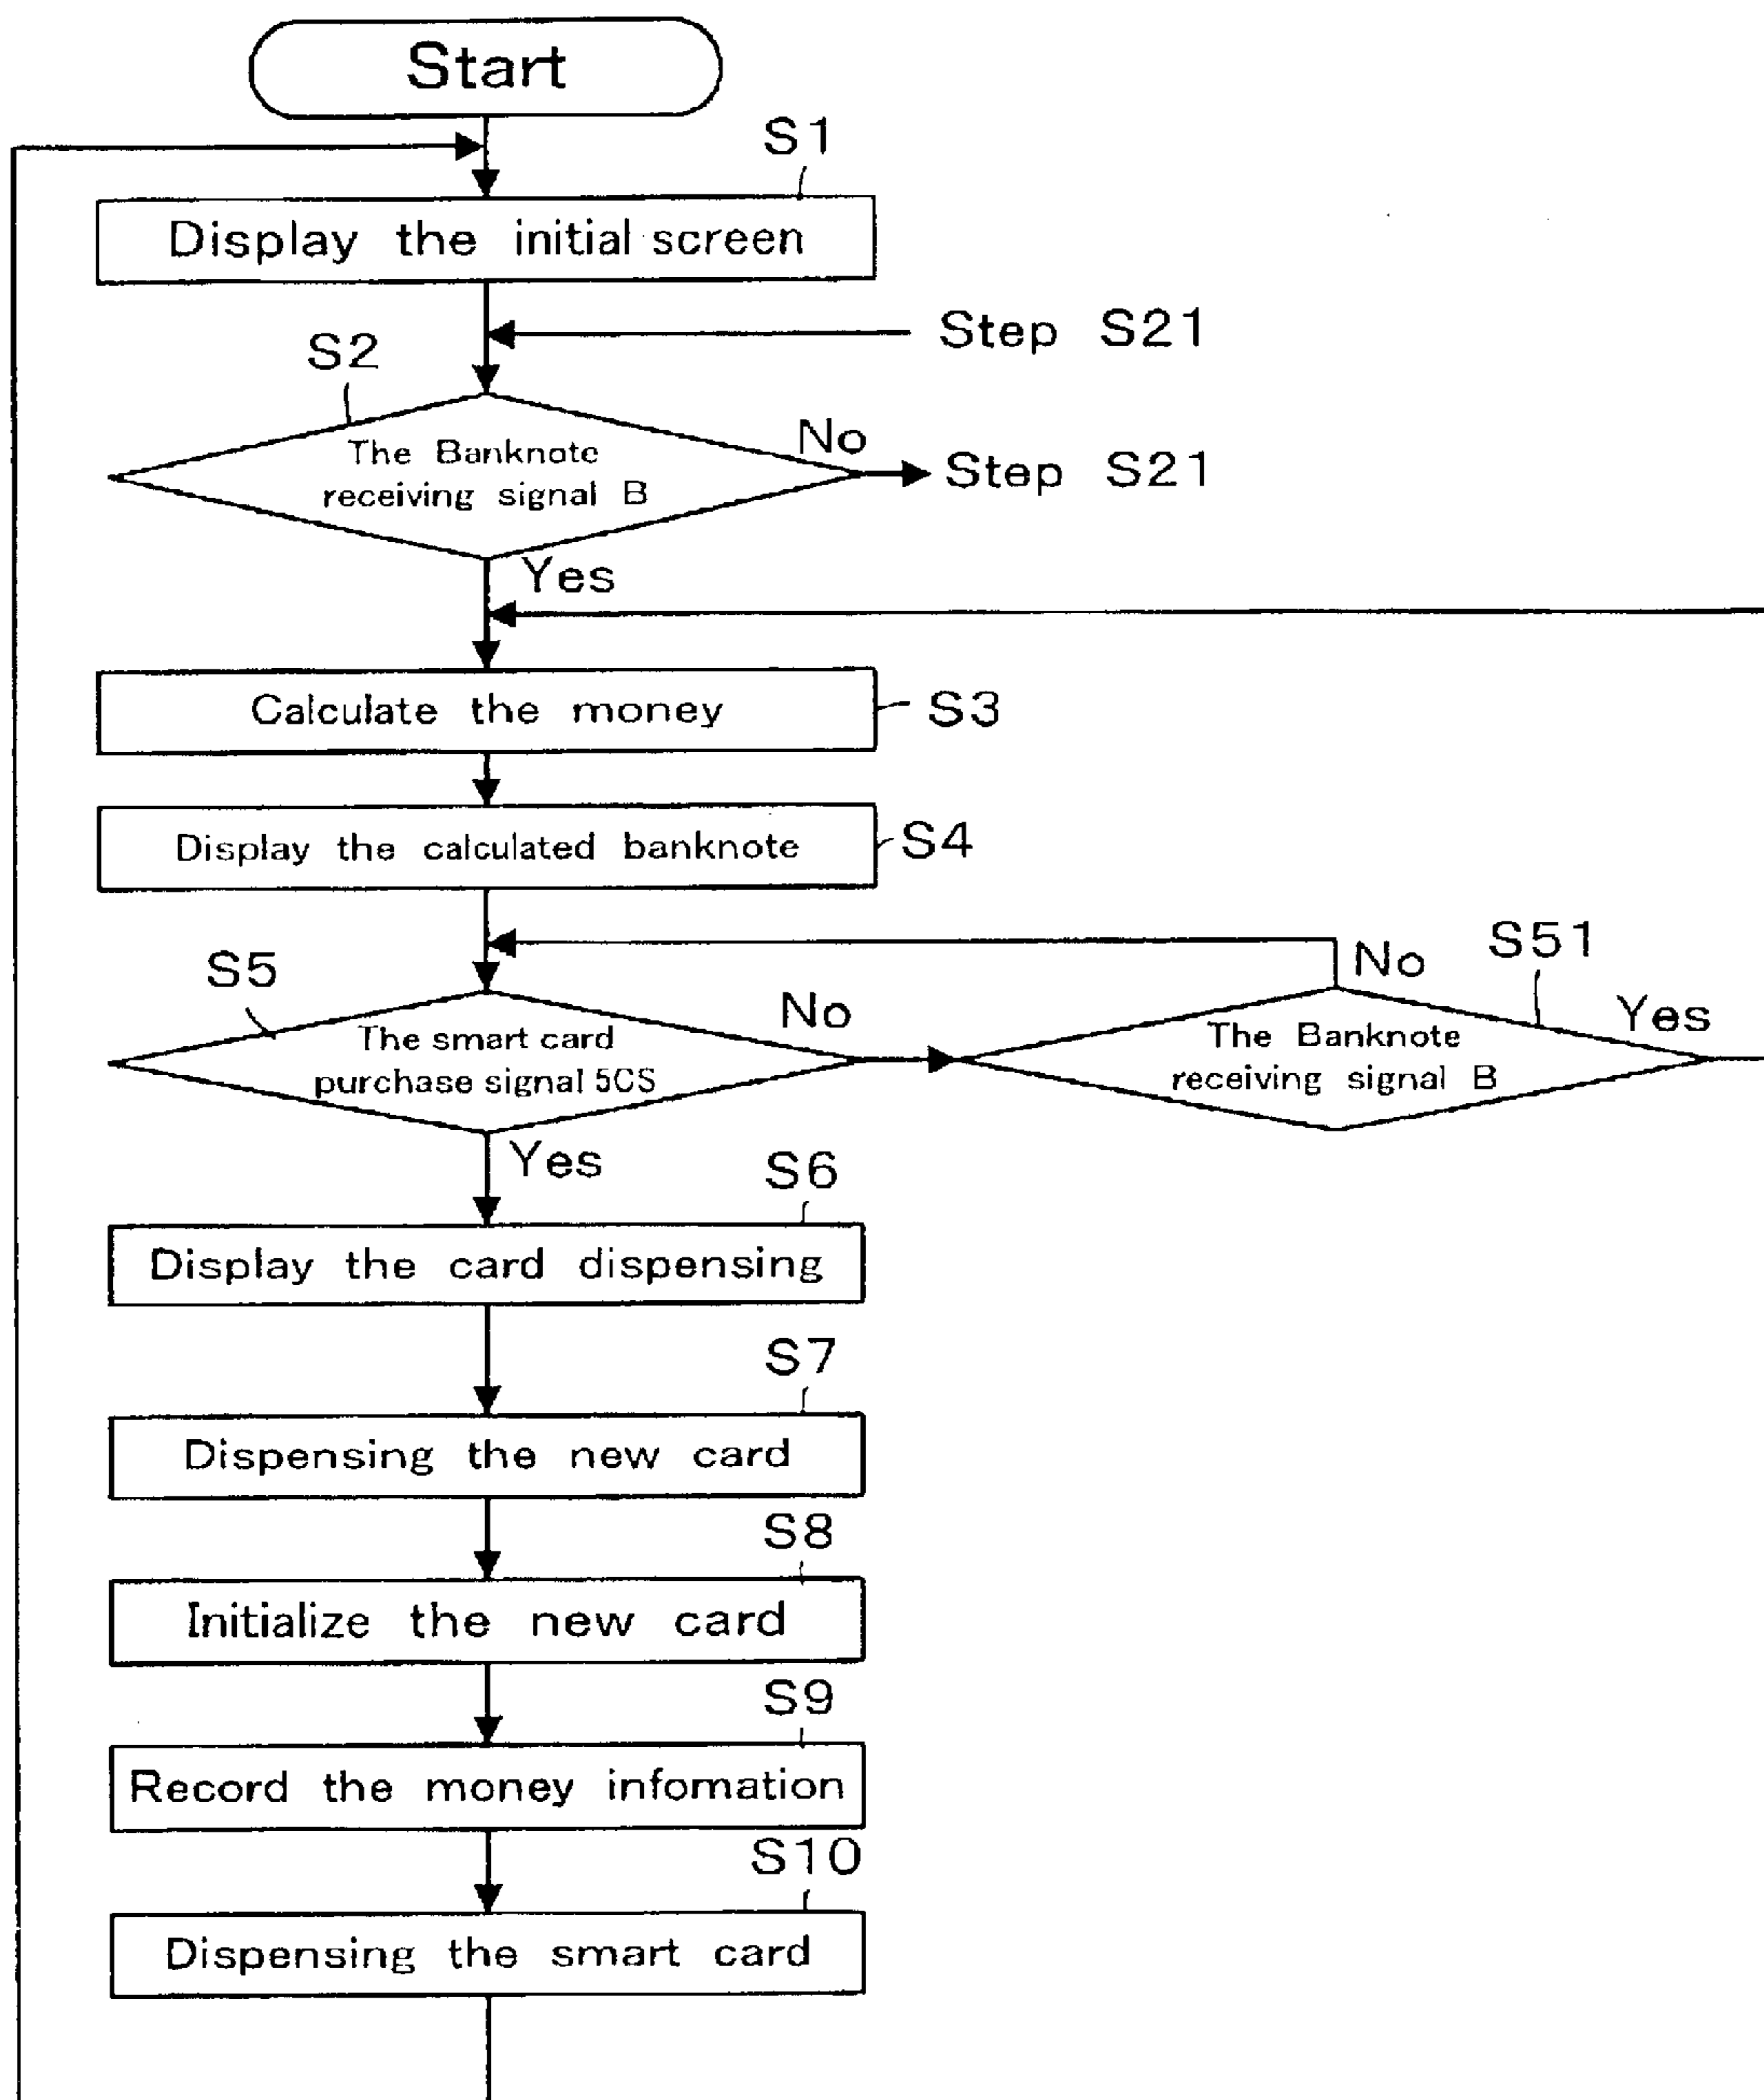 Start
S1
Display the initial screen
Step S21
S2
The Banknote
receiving signal B
No
Step S21
Yes
Calculate the money
S3
Display the calculated banknote
S4
S5
The smart card
purchase signal 5CS
No
S51
The Banknote
receiving signal B
No
Yes
Yes
S6
Display the card dispensing
S7
Dispensing the new card
S8
Initialize the new card
S9
Record the money infomation
S10
Dispensing the smart card